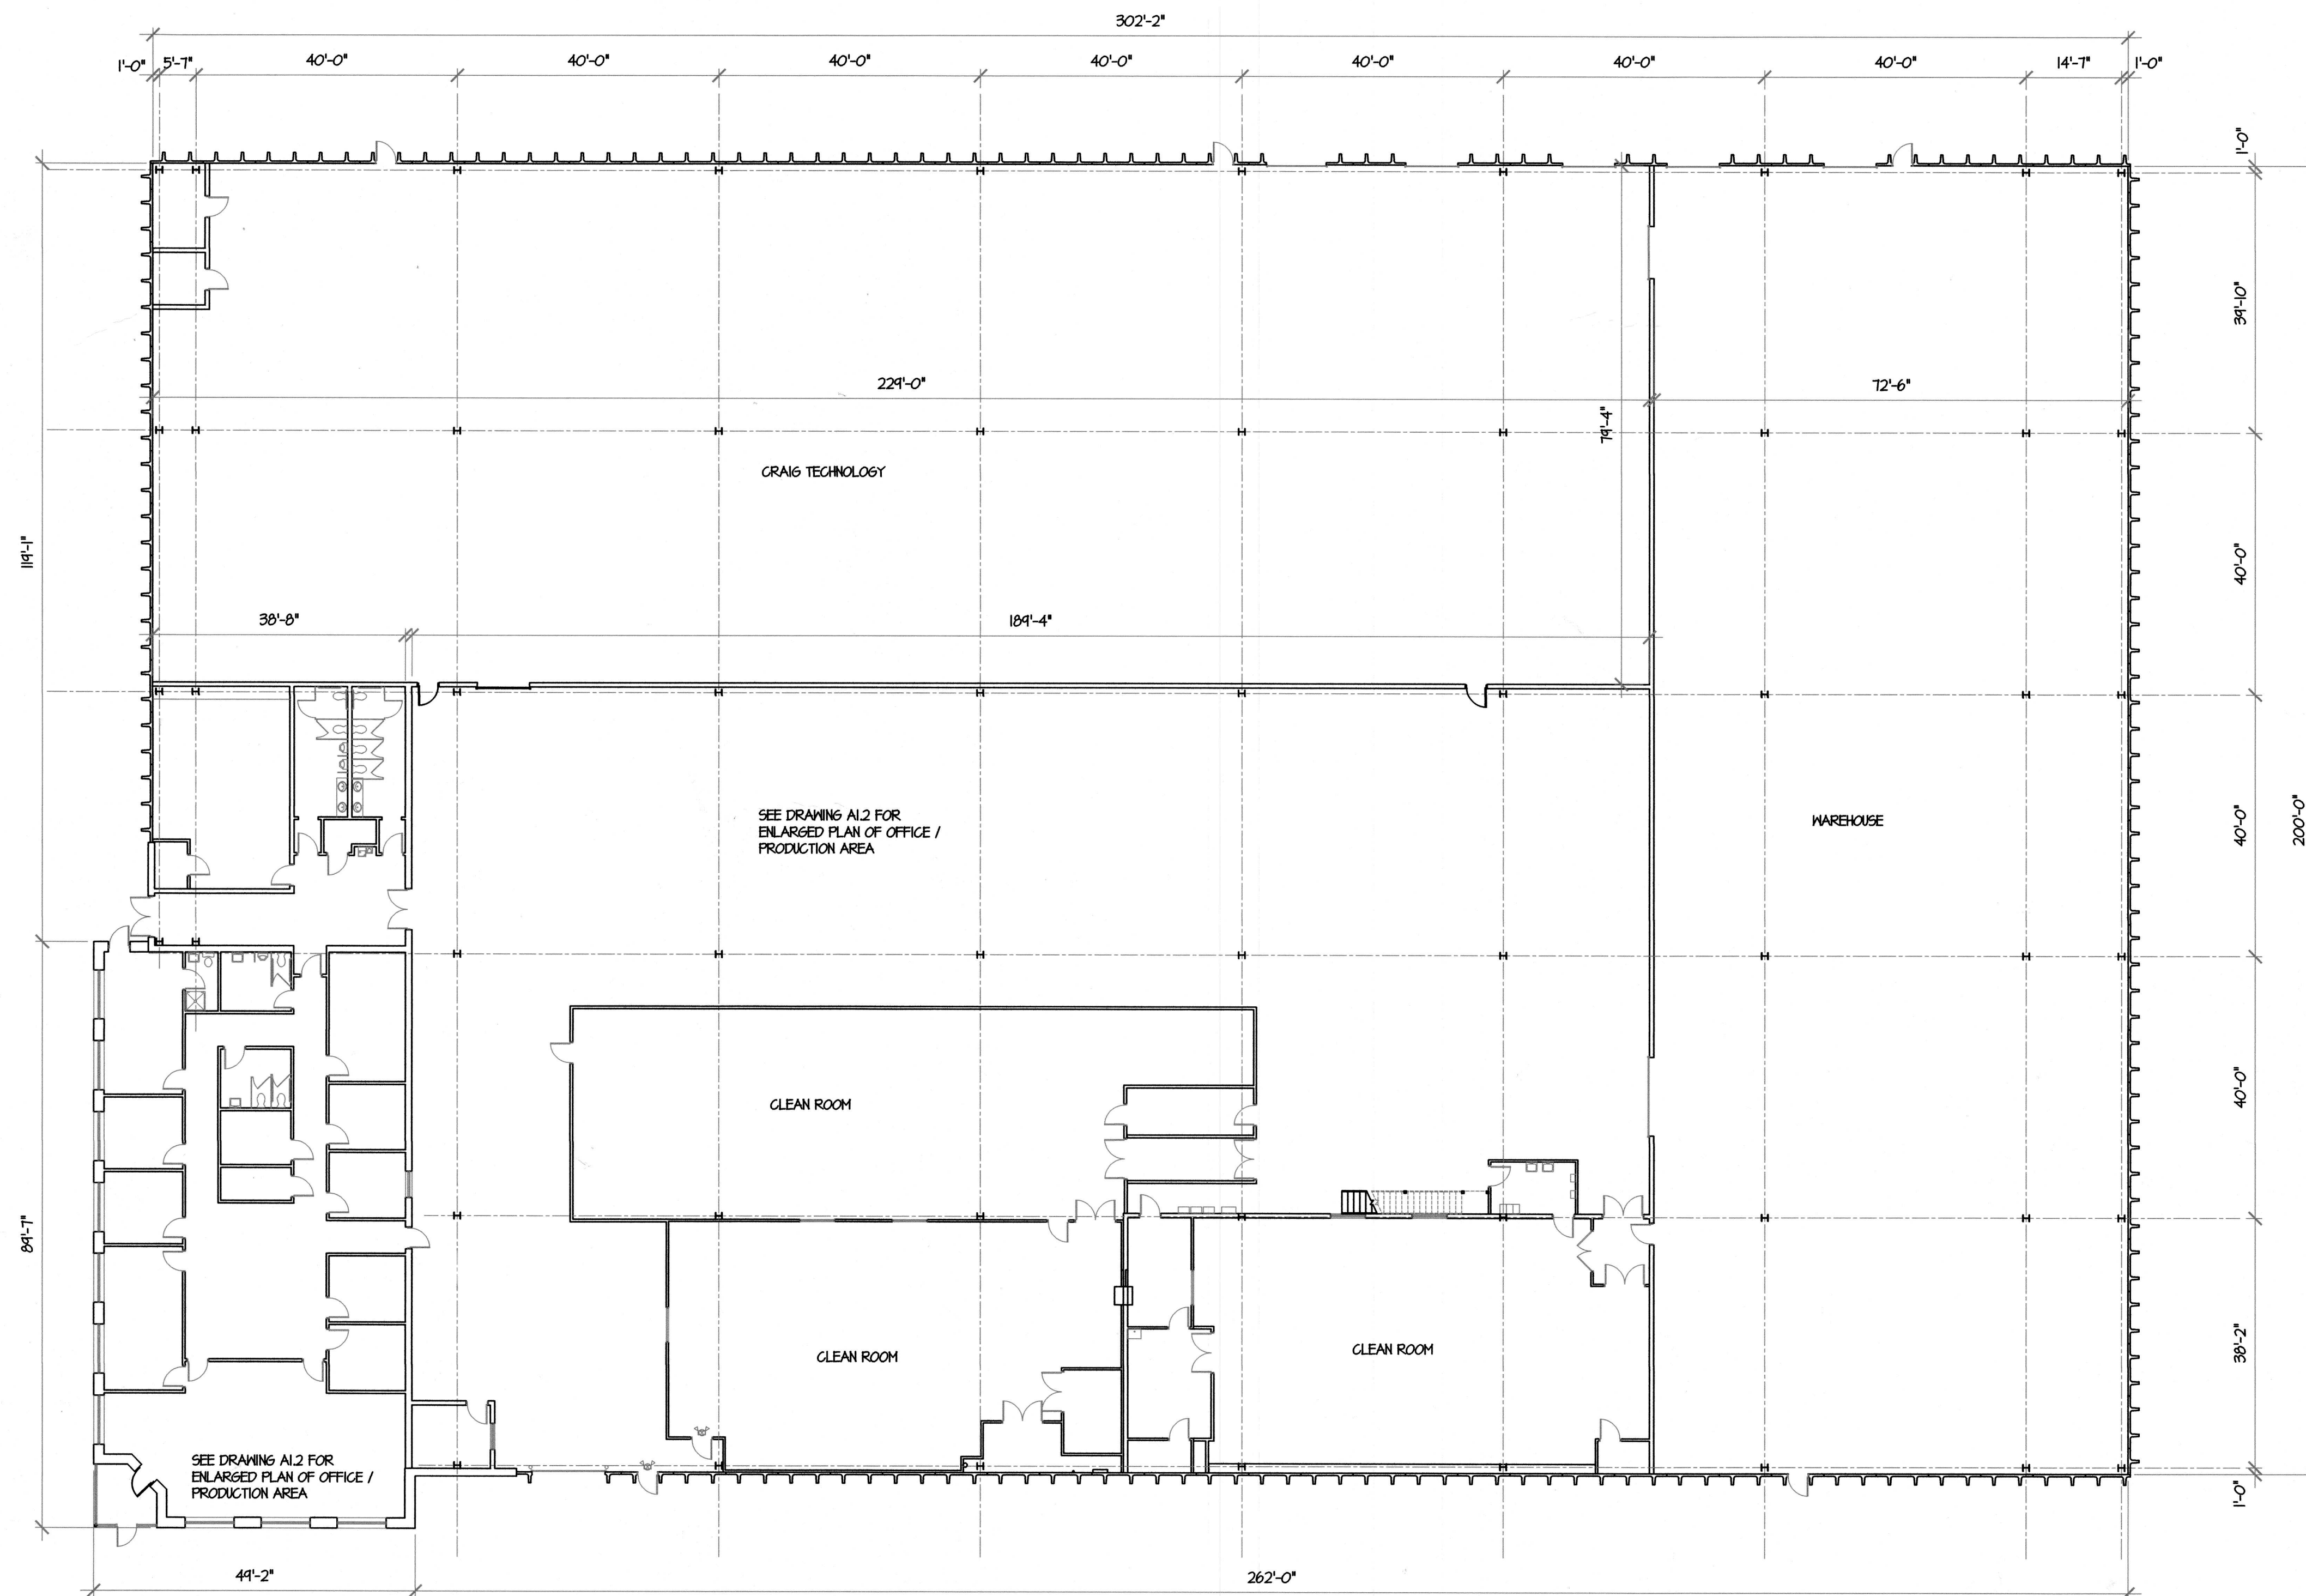 302'-2"
1'-0" 5'-7" 40'-0" 40'-0" 40'-0" 40'-0" 40'-0" 40'-0" 40'-0" 14'-7" 1'-0"
1'-0"
39'-10"
229'-0" 72'-6"
79'-4"
CRAIG TECHNOLOGY
119'-1"
40'-0"
38'-8" 189'-4"
SEE DRAWING A1.2 FOR
ENLARGED PLAN OF OFFICE /
PRODUCTION AREA
WAREHOUSE
40'-0"
200'-0"
40'-0"
CLEAN ROOM
89'-7"
CLEAN ROOM
CLEAN ROOM
38'-2"
SEE DRAWING A1.2 FOR
ENLARGED PLAN OF OFFICE /
PRODUCTION AREA
1'-0"
49'-2" 262'-0"